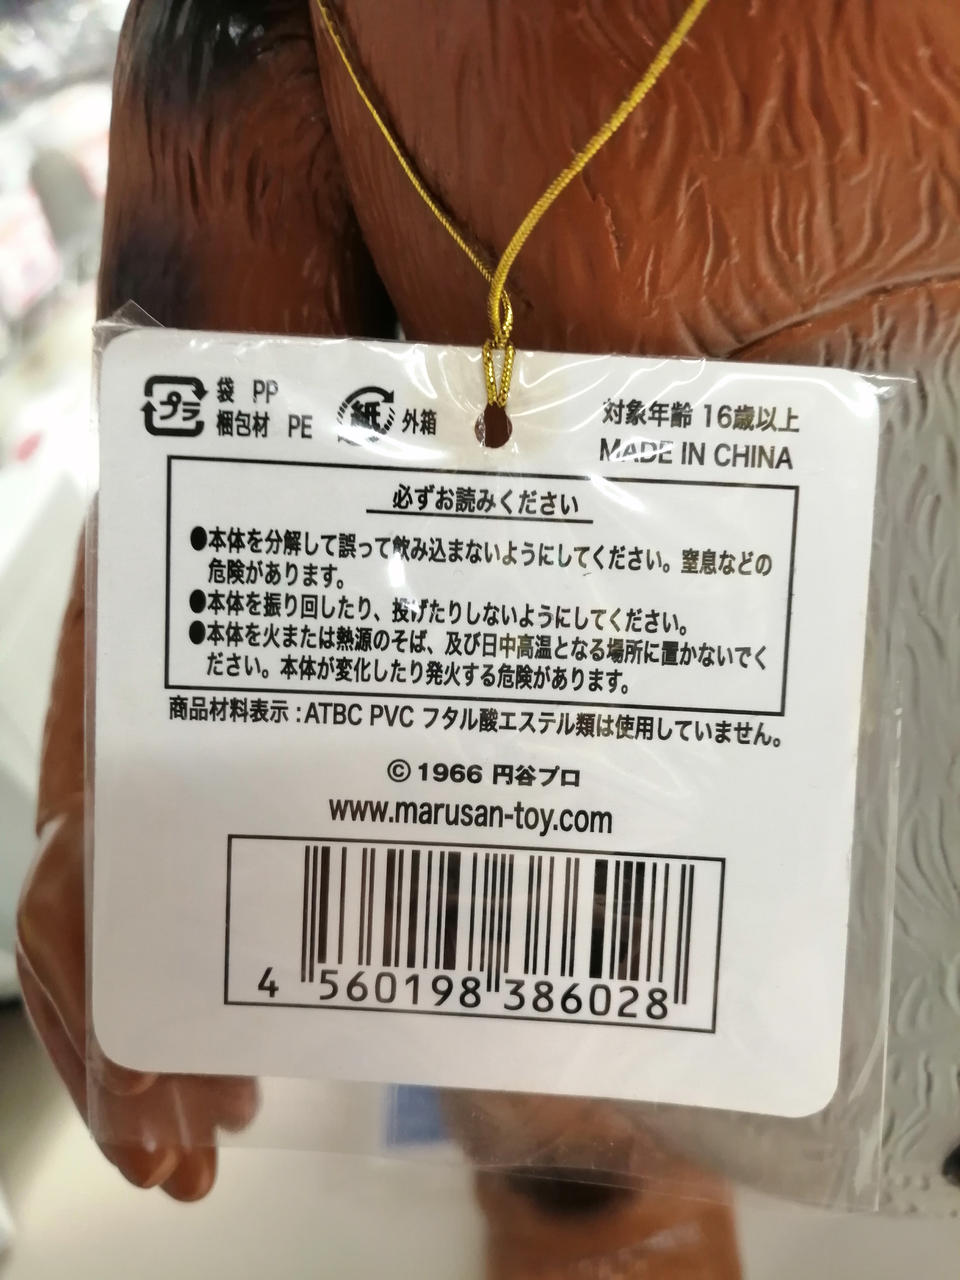 プラ 袋 PP
梱包材 PE
紙 外箱
対象年齢 16歳以上
MADE IN CHINA
必ずお読みください
●本体を分解して誤って飲み込まないようにしてください。窒息などの
危険があります。
●本体を振り回したり、投げたりしないようにしてください。
●本体を火または熱源のそば、及び日中高温となる場所に置かないでく
ださい。本体が変化したり発火する危険があります。
商品材料表示:ATBC PVC フタル酸エステル類は使用していません。
© 1966 円谷プロ
www.marusan-toy.com
4 560198 386028